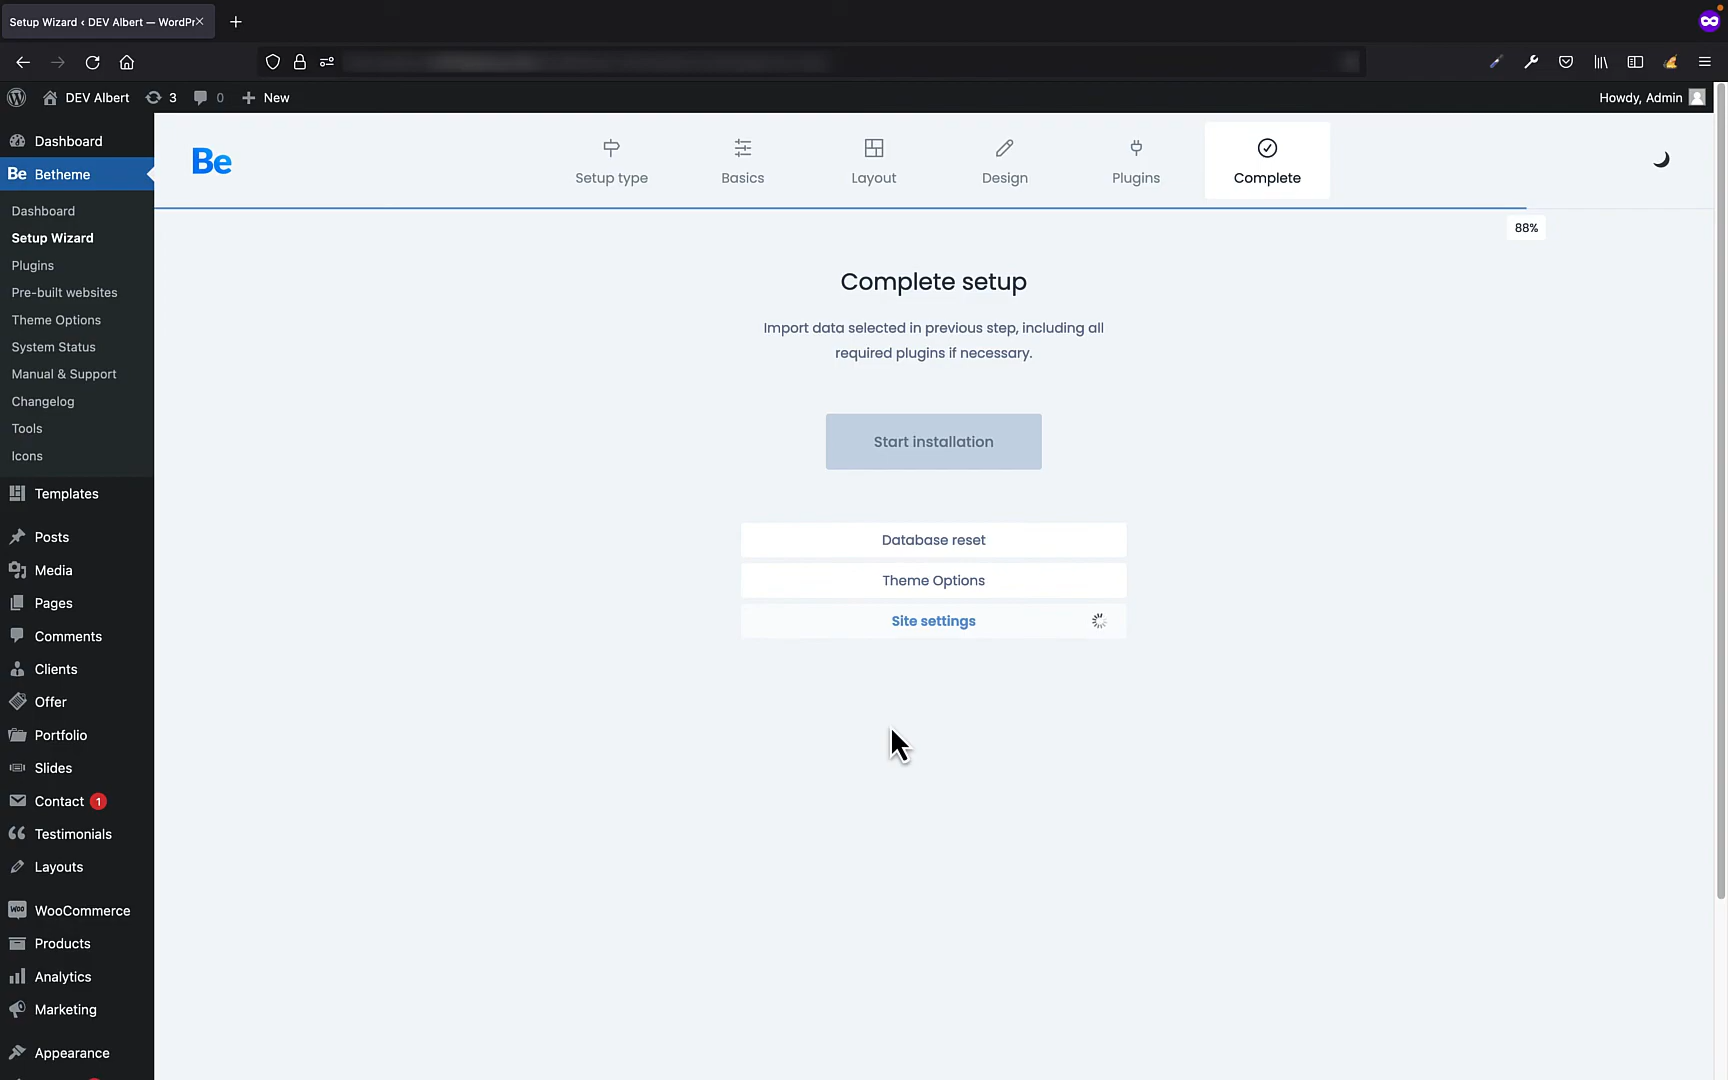 Setup Wizard ‹ DEV Albert — WordPr
DEV Albert
3
0
New
Howdy, Admin
Dashboard
Be Betheme
Dashboard
Setup Wizard
Plugins
Pre-built websites
Theme Options
System Status
Manual & Support
Changelog
Tools
Icons
Templates
Posts
Media
Pages
Comments
Clients
Offer
Portfolio
Slides
Contact 1
Testimonials
Layouts
WooCommerce
Products
Analytics
Marketing
Appearance
Be
Setup type
Basics
Layout
Design
Plugins
Complete
88%
Complete setup
Import data selected in previous step, including all
required plugins if necessary.
Start installation
Database reset
Theme Options
Site settings